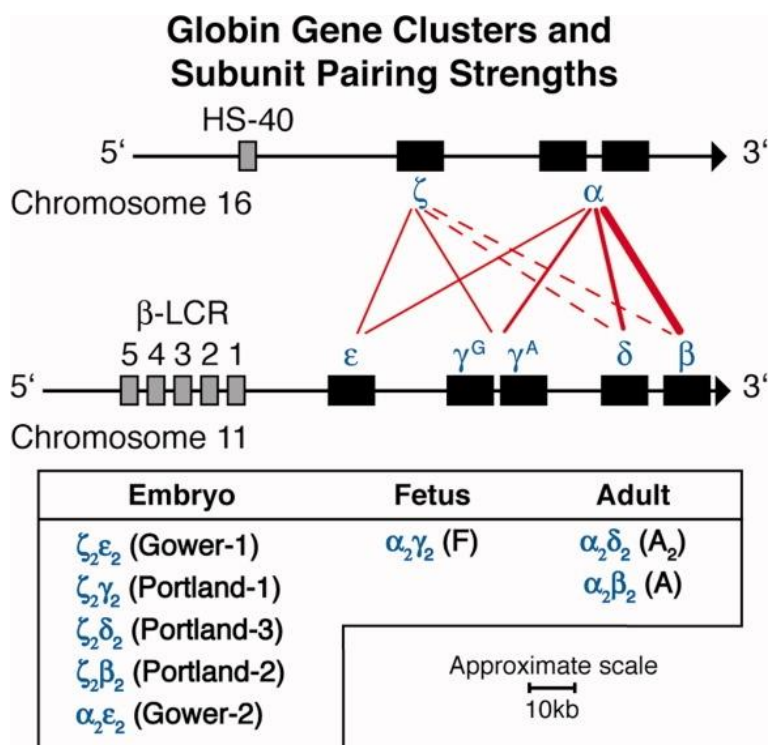 Globin Gene Clusters and
Subunit Pairing Strengths
HS-40
5‘ 3‘
ζ α
Chromosome 16
β-LCR
5 4 3 2 1 ε γᴳ γᴬ δ β
5‘ 3‘
Chromosome 11
Embryo Fetus Adult
ζ₂ε₂ (Gower-1) α₂γ₂ (F) α₂δ₂ (A₂)
ζ₂γ₂ (Portland-1) α₂β₂ (A)
ζ₂δ₂ (Portland-3)
ζ₂β₂ (Portland-2) Approximate scale
α₂ε₂ (Gower-2) 10kb